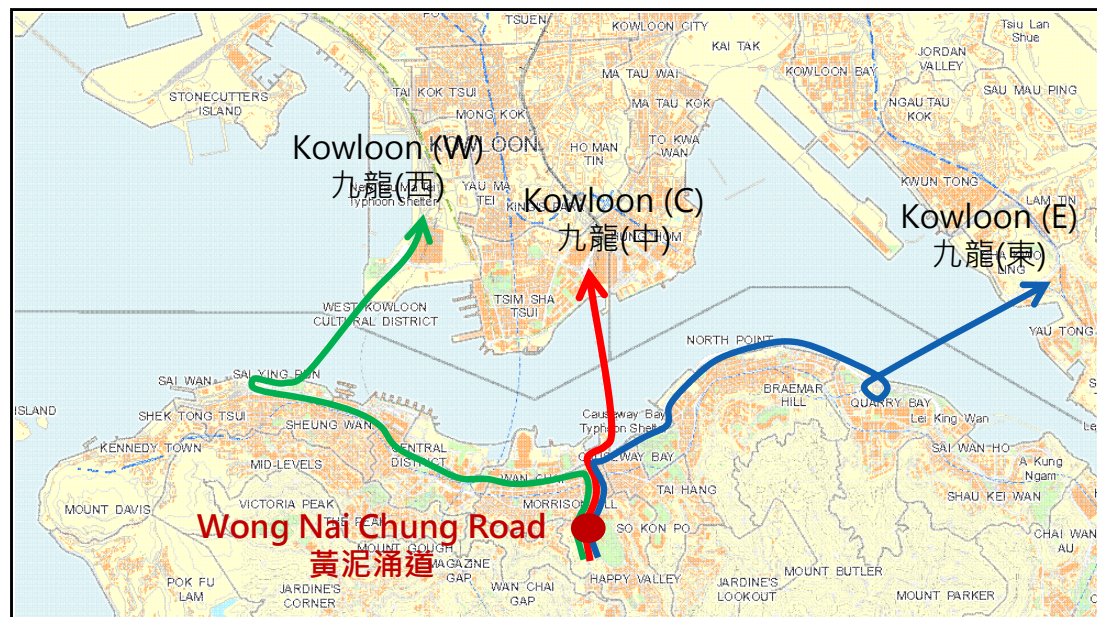 TSUEN
KOWLOON CITY
Tsiu Lan
Shue
KAI TAK
JORDAN
VALLEY
KOWLOON BAY
SAU MAU PING
STONECUTTERS
ISLAND
TAI KOK TSUI
MA TAU WAI
MA TAU KOK
NGAU TAU
KOK
MONG KOK
KOWLOON
HO MAN
TIN
TO KWA
WAN
Kowloon (W)
九龍(西)
Typhoon Shelter
YAU MA
TEI
KWUN TONG
LAM TIN
Kowloon (C)
九龍(中)
Kowloon (E)
九龍(東)
LING
TSIM SHA
TSUI
WEST KOWLOON
CULTURAL DISTRICT
YAU TONG
NORTH POINT
SAI WAN
SAI YING PUN
BRAEMAR
HILL
QUARRY BAY
ISLAND
SHEK TONG TSUI
SHEUNG WAN
Causeway Bay
Typhoon Shelter
Lei King Wan
KENNEDY TOWN
CENTRAL
DISTRICT
CAUSEWAY BAY
SAI WAN HO
MID-LEVELS
WAN CHAI
TAI HANG
A Kung
Ngam
VICTORIA PEAK
MORRISON HILL
SHAU KEI WAN
MOUNT DAVIS
THE PEAK
Wong Nai Chung Road
黃泥涌道
SO KON PO
CHAI WAN
AU
MOUNT GOUGH
MAGAZINE
GAP
POK FU
LAM
JARDINE'S
CORNER
WAN CHAI
GAP
HAPPY VALLEY
JARDINE'S
LOOKOUT
MOUNT BUTLER
MOUNT PARKER